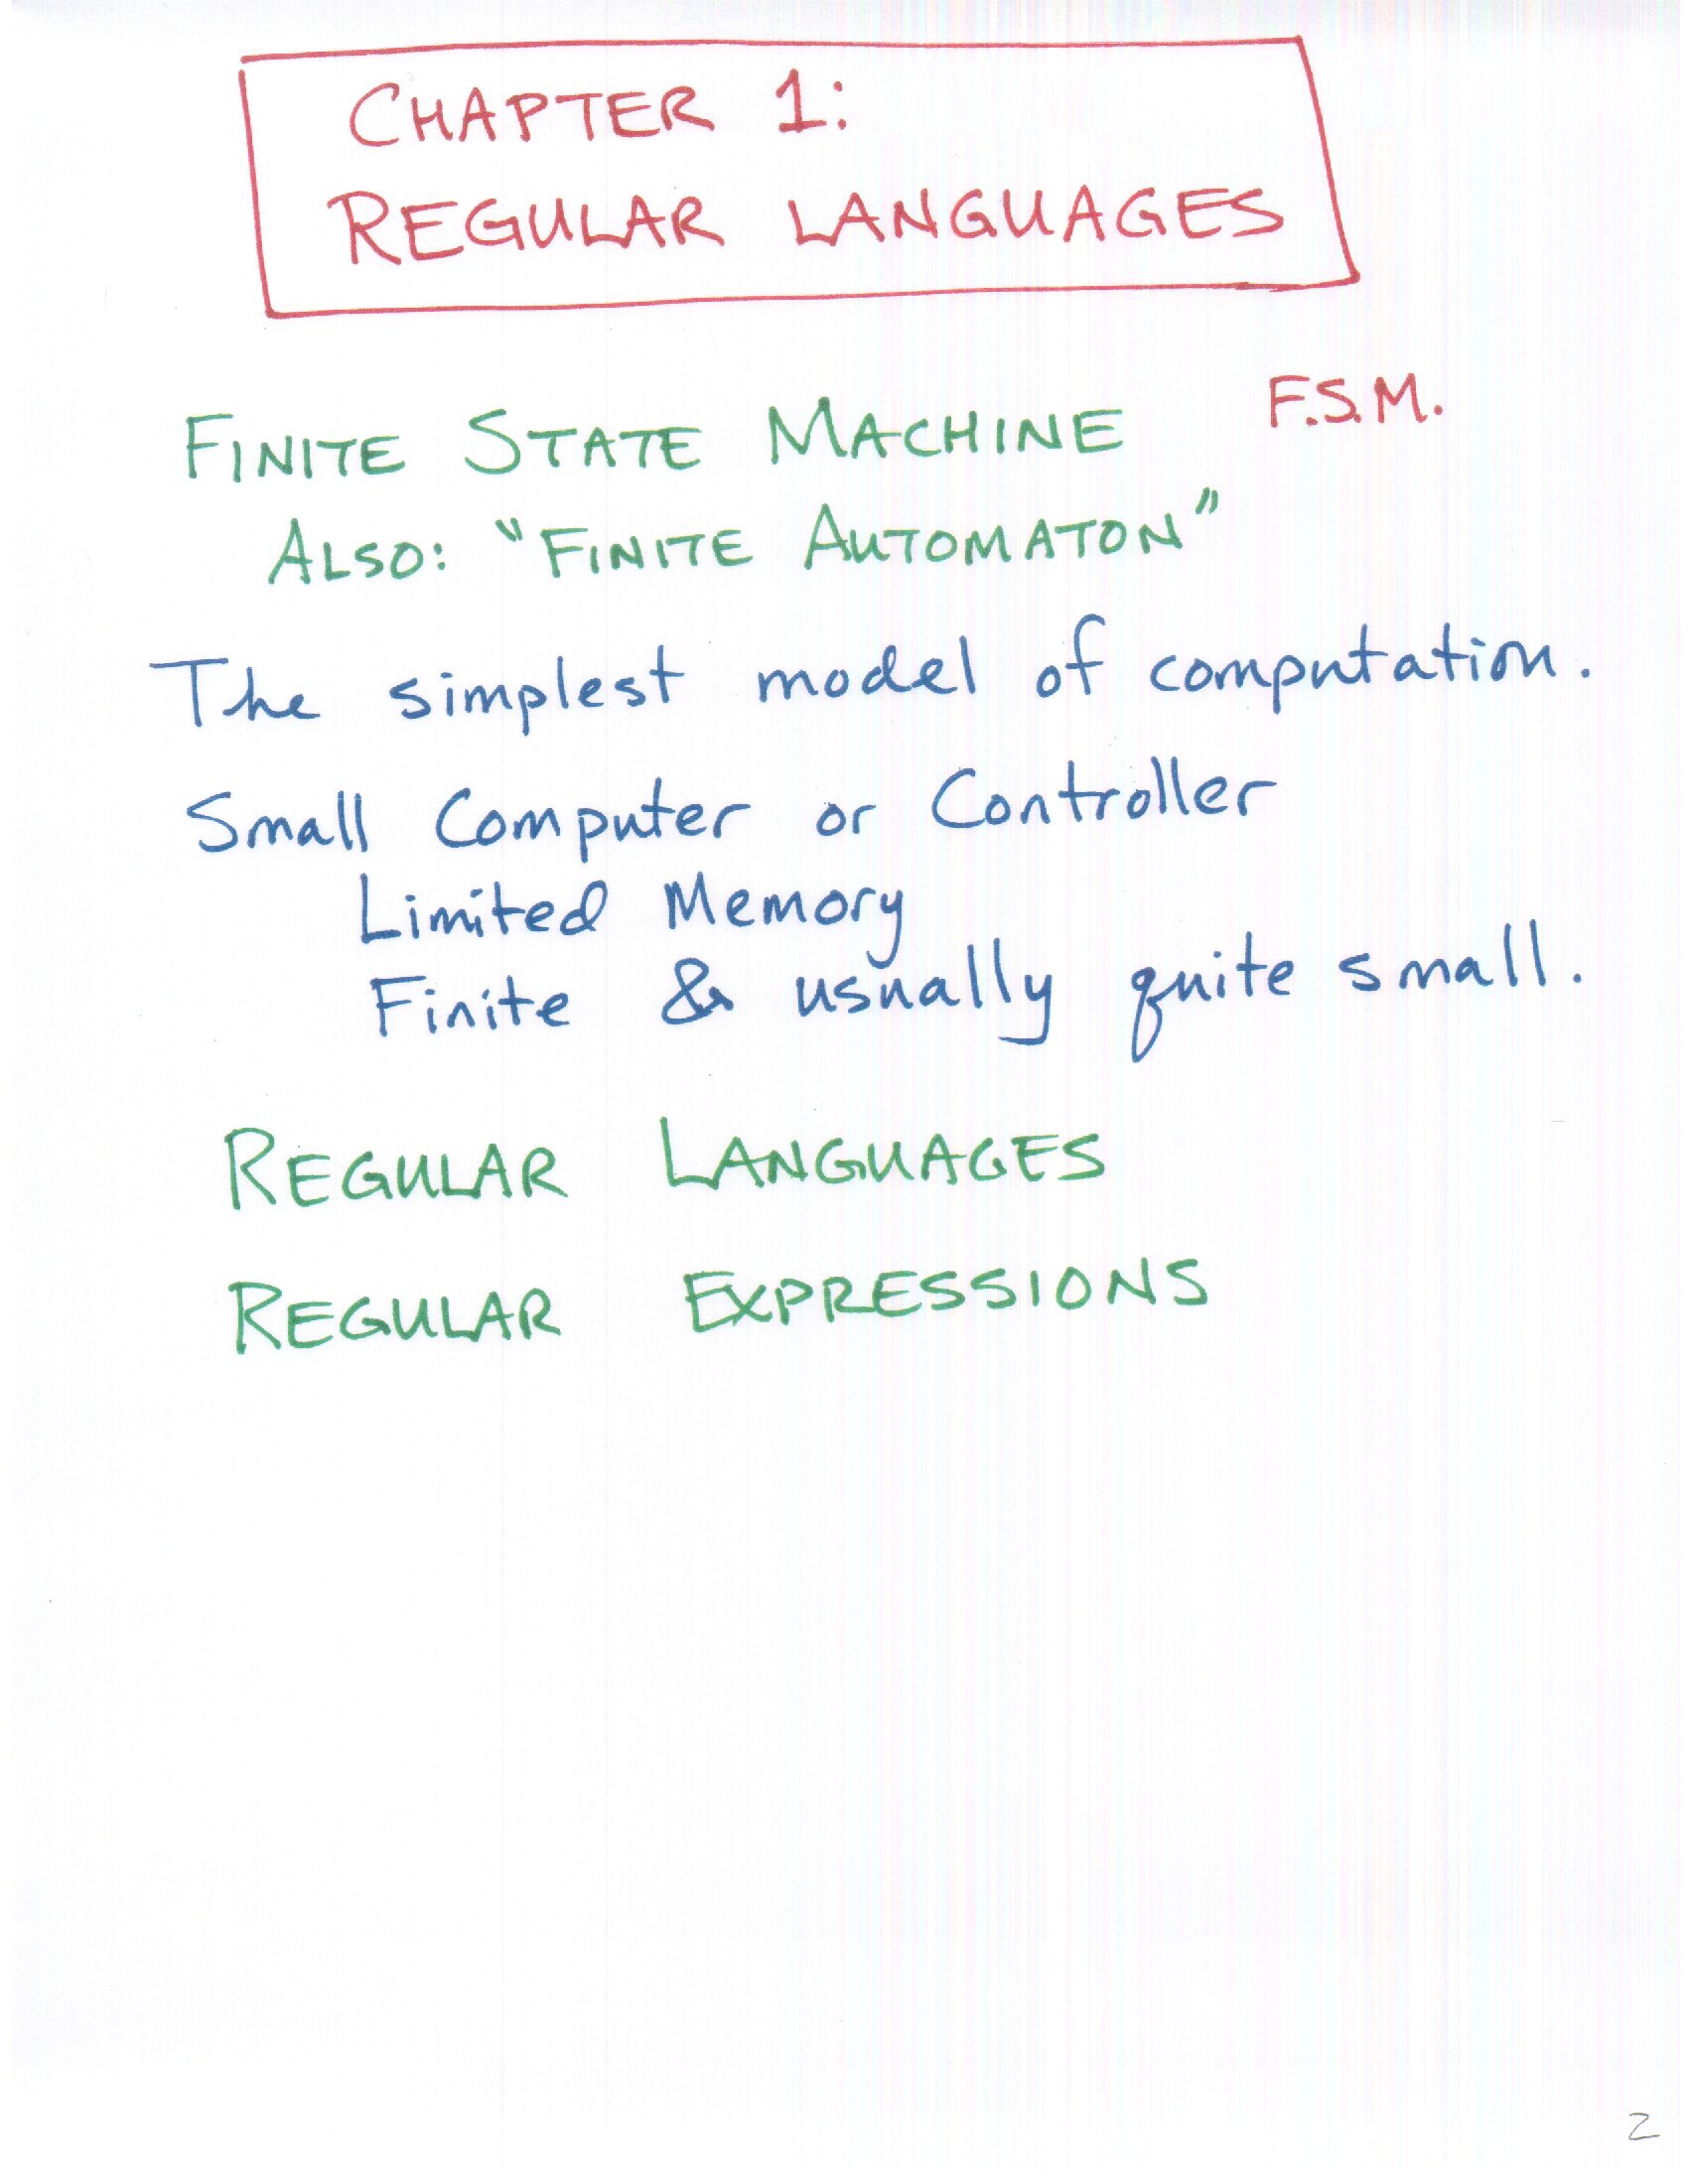 CHAPTER 1:
REGULAR LANGUAGES
FINITE STATE MACHINE F.S.M.
ALSO: "FINITE AUTOMATON"
The simplest model of computation.
Small Computer or Controller
Limited Memory
Finite & usually quite small.
REGULAR LANGUAGES
REGULAR EXPRESSIONS
2